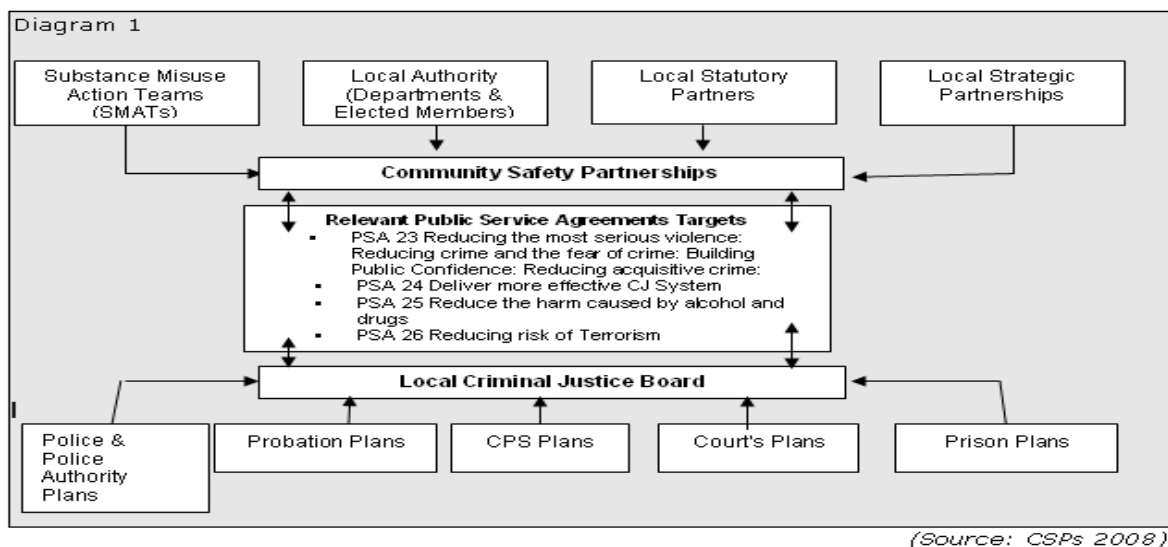 Diagram 1
Substance Misuse
Action Teams
(SMATs)
Local Authority
(Departments &
Elected Members)
Local Statutory
Partners
Local Strategic
Partnerships
Community Safety Partnerships
Relevant Public Service Agreements Targets
▪ PSA 23 Reducing the most serious violence:
Reducing crime and the fear of crime: Building
Public Confidence: Reducing acquisitive crime:
▪ PSA 24 Deliver more effective CJ System
▪ PSA 25 Reduce the harm caused by alcohol and
drugs
▪ PSA 26 Reducing risk of Terrorism
Local Criminal Justice Board
Police &
Police
Authority
Plans
Probation Plans
CPS Plans
Court's Plans
Prison Plans
(Source: CSPs 2008)